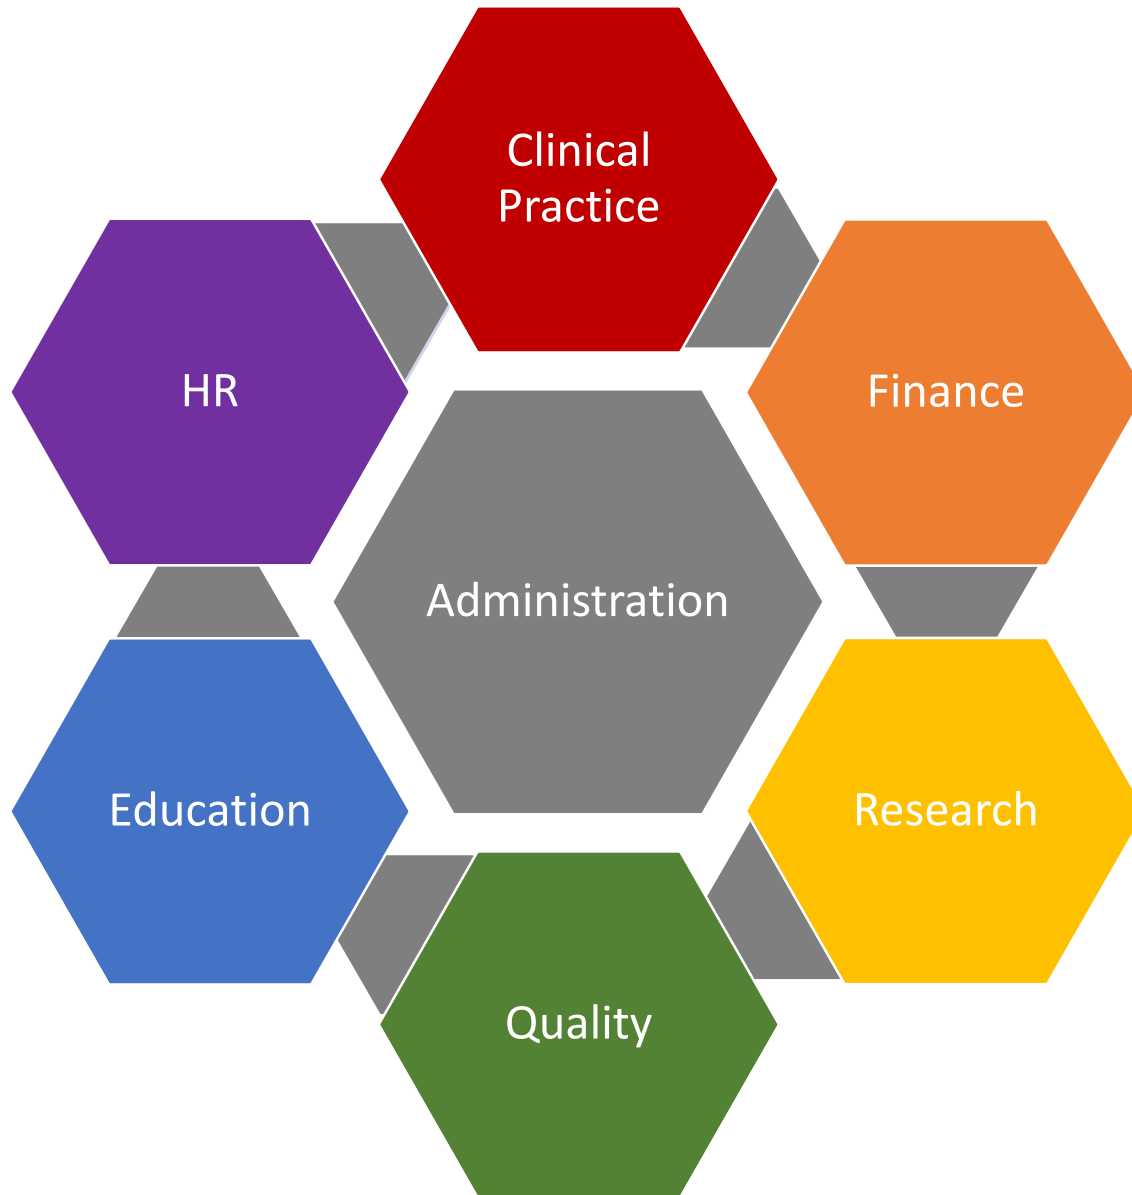 Clinical
Practice
HR
Finance
Administration
Education
Research
Quality